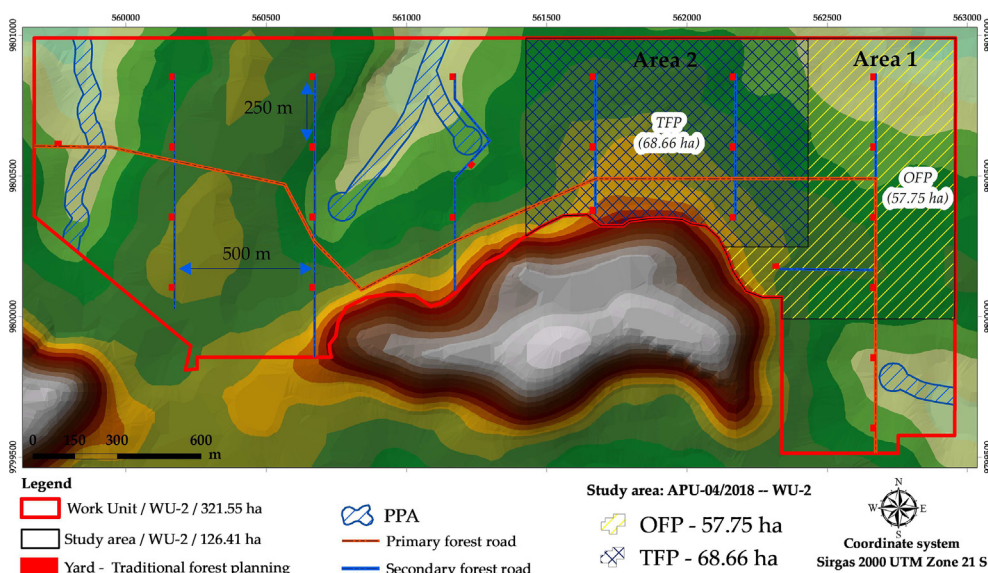 560000 560500 561000 561500 562000 562500 563000
9801000 9801000
Area 2 Area 1
250 m
TFP
(68.66 ha)
OFP
(57.75 ha)
9800500 9800500
500 m
9800000 9800000
0 150 300 600
m
9799500 9799500
Legend
Work Unit / WU-2 / 321.55 ha
Study area / WU-2 / 126.41 ha
Yard - Traditional forest planning
PPA
Primary forest road
Secondary forest road
Study area: APU-04/2018 -- WU-2
OFP - 57.75 ha
TFP - 68.66 ha
N
W E
S
Coordinate system
Sirgas 2000 UTM Zone 21 S